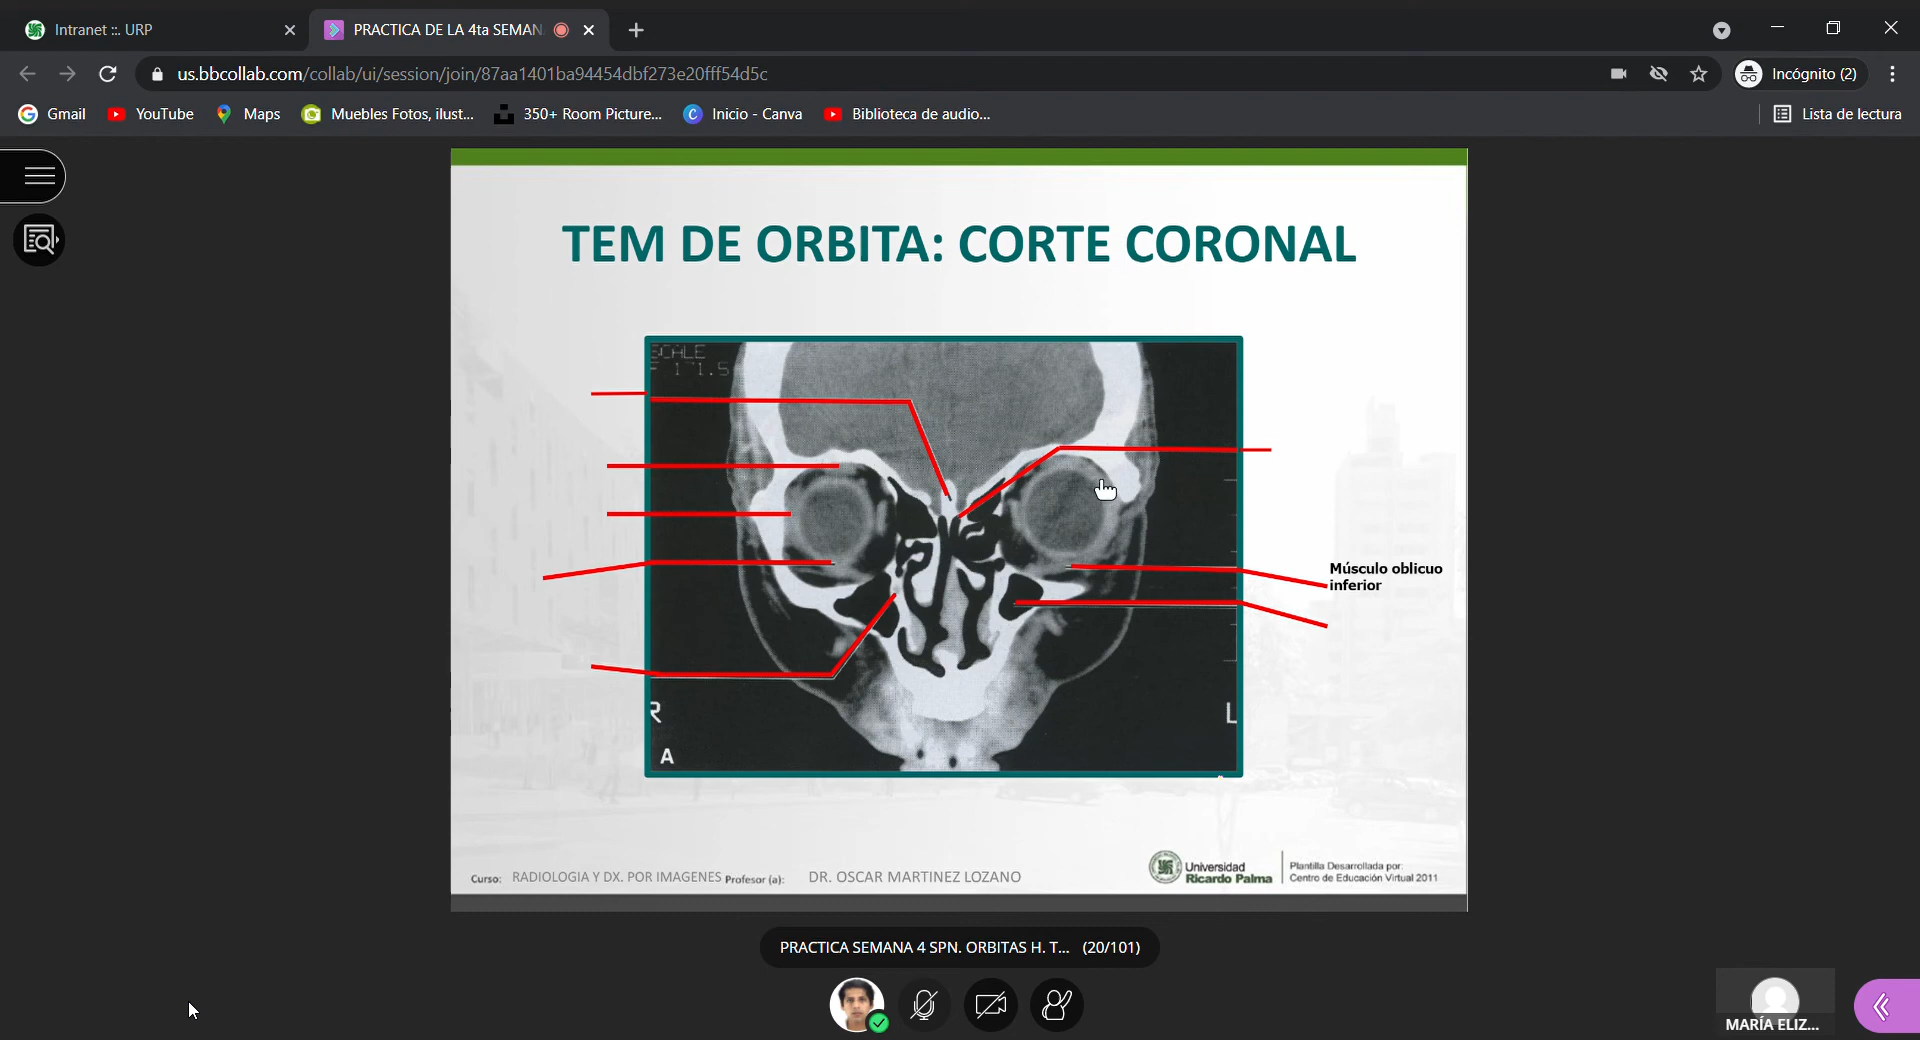 Intranet ::. URP
PRACTICA DE LA 4ta SEMAN
us.bbcollab.com/collab/ui/session/join/87aa1401ba94454dbf273e20fff54d5c
Incógnito (2)
Gmail
YouTube
Maps
Muebles Fotos, ilust...
350+ Room Picture...
Inicio - Canva
Biblioteca de audio...
Lista de lectura
TEM DE ORBITA: CORTE CORONAL
SCALE
F 1 1.5
Músculo oblicuo
inferior
R
L
A
Curso: RADIOLOGIA Y DX. POR IMAGENES Profesor (a): DR. OSCAR MARTINEZ LOZANO
Universidad
Ricardo Palma
Plantilla Desarrollada por:
Centro de Educación Virtual 2011
PRACTICA SEMANA 4 SPN. ORBITAS H. T... (20/101)
MARÍA ELIZ...